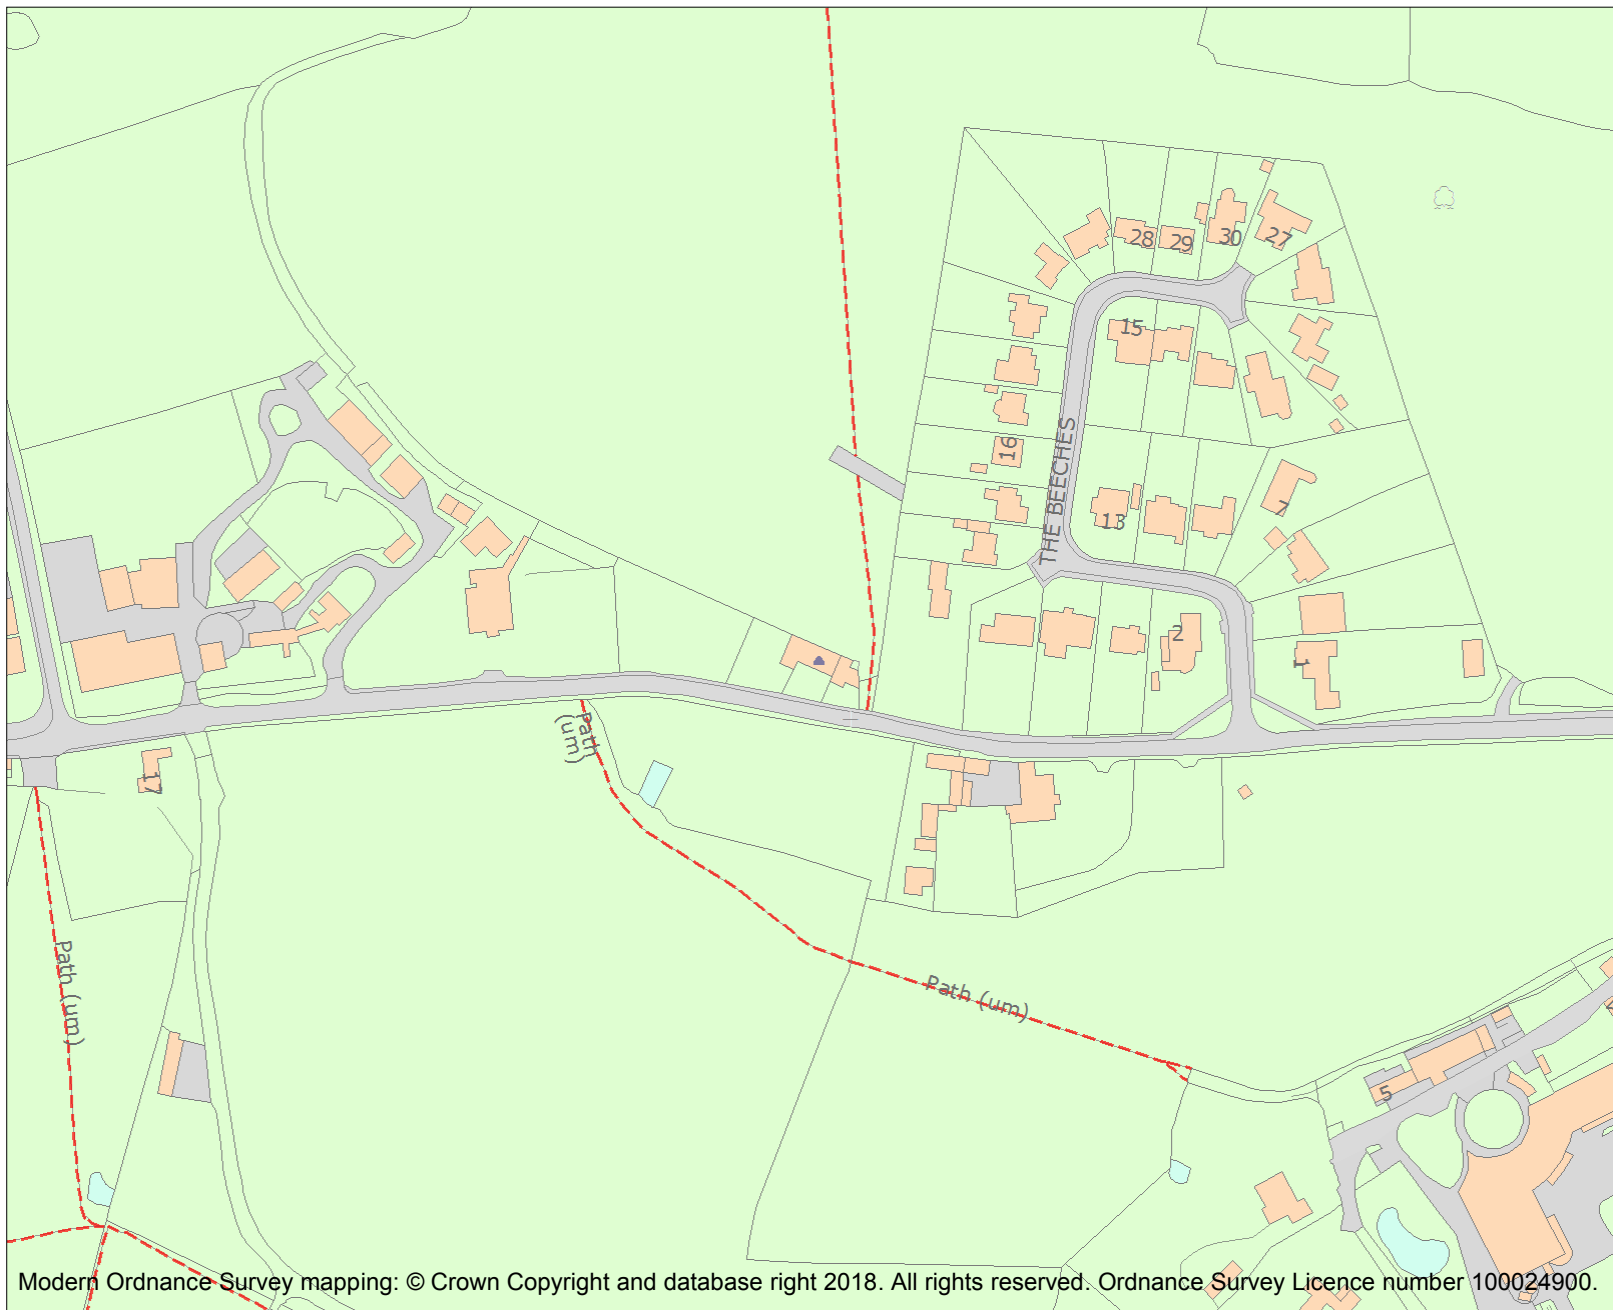 28
29
30
27
15
THE BEECHES
16
13
7
2
1
Path
(um)
17
Path (um)
Path (um)
5
Modern Ordnance Survey mapping: © Crown Copyright and database right 2018. All rights reserved. Ordnance Survey Licence number 100024900.